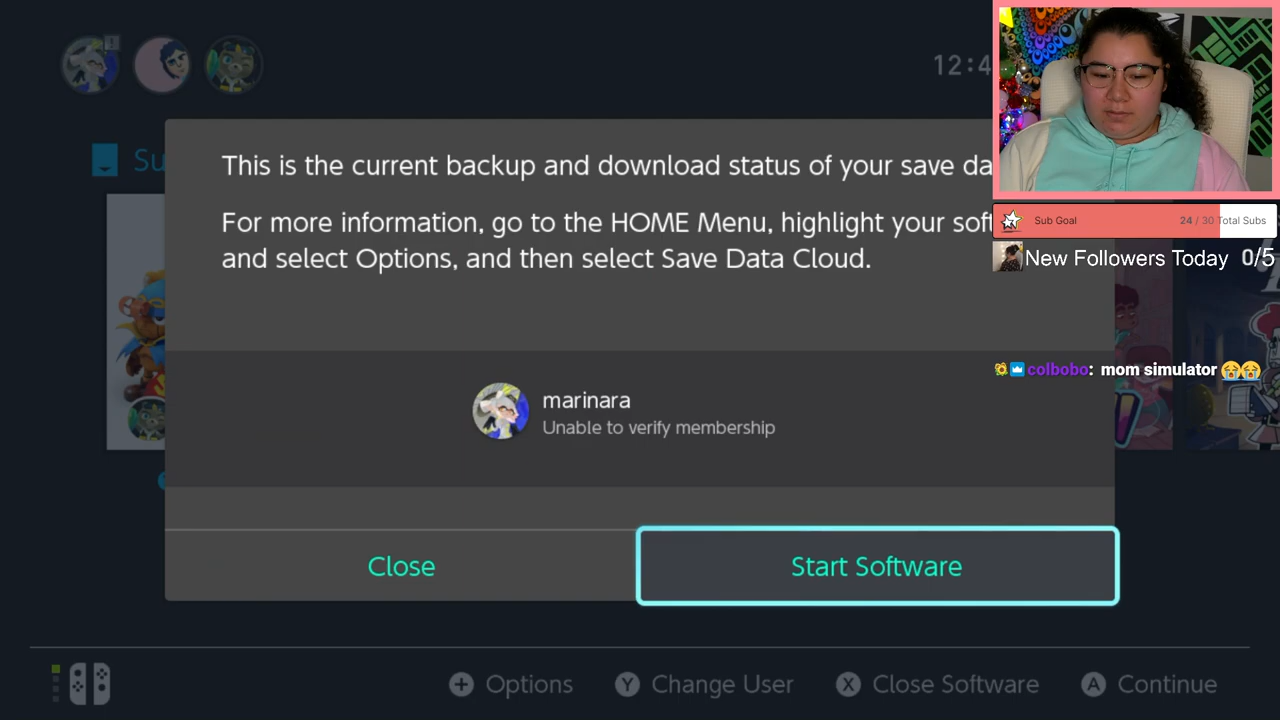 12:4
Su
This is the current backup and download status of your save da
For more information, go to the HOME Menu, highlight your soft
and select Options, and then select Save Data Cloud.
marinara
Unable to verify membership
Close
Start Software
Options
Change User
Close Software
Continue
Sub Goal
24 / 30 Total Subs
New Followers Today 0/5
colbobo: mom simulator 😭😭